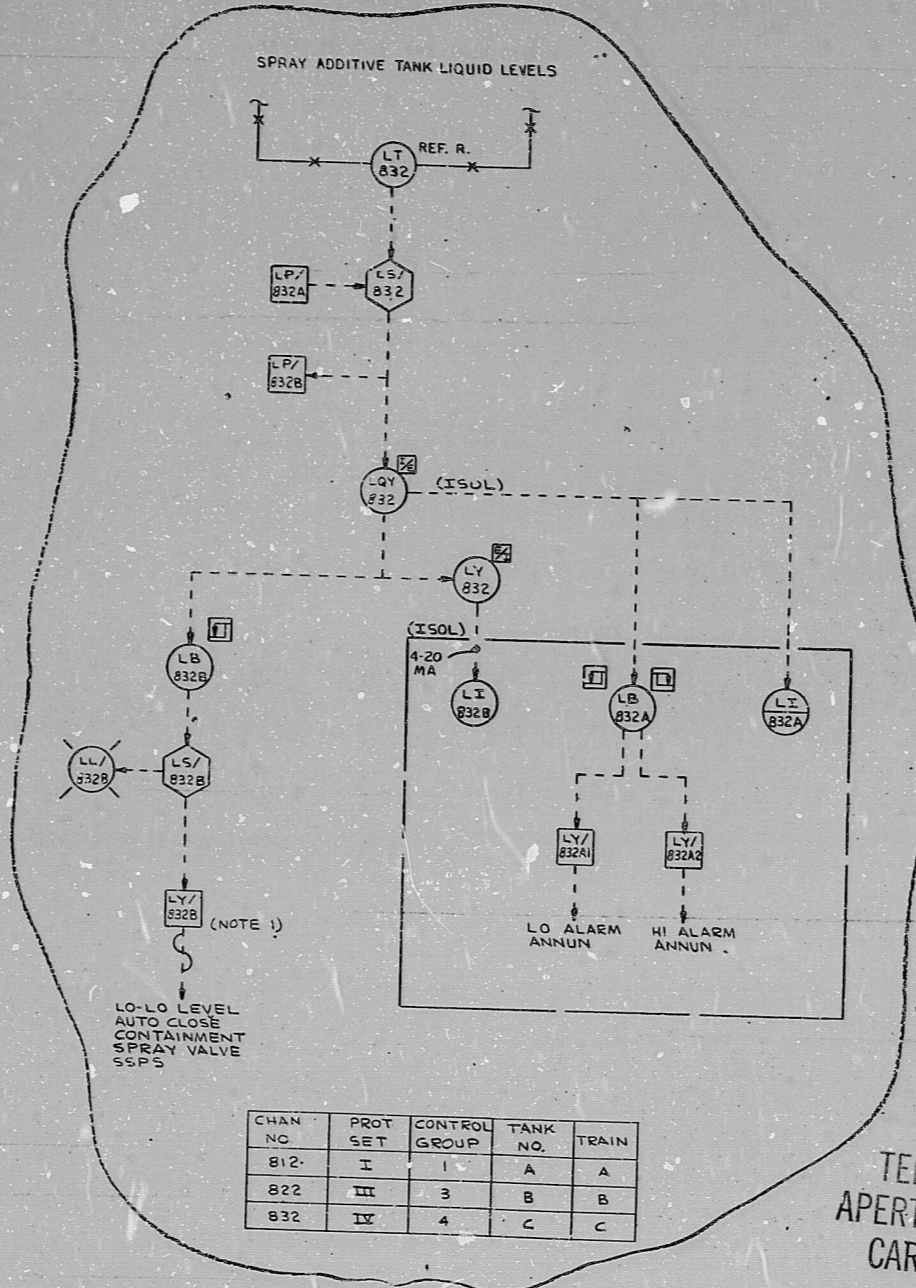 SPRAY ADDITIVE TANK LIQUID LEVELS
LT
832
REF. R.
LP/
832A
LS/
832
LP/
832B
I/E
LQY
832
(ISOL)
E/I
LY
832
LB
832B
(ISOL)
4-20
MA
LI
832B
LB
832A
LI
832A
LL/
832B
LS/
832B
LY/
832A1
LY/
832A2
LY/
832B
(NOTE 1)
LO ALARM
ANNUN
HI ALARM
ANNUN.
LO-LO LEVEL
AUTO CLOSE
CONTAINMENT
SPRAY VALVE
SSPS
CHAN NO. PROT SET CONTROL GROUP TANK NO. TRAIN
812 I 1 A A
822 III 3 B B
832 IV 4 C C
APERT
CAR